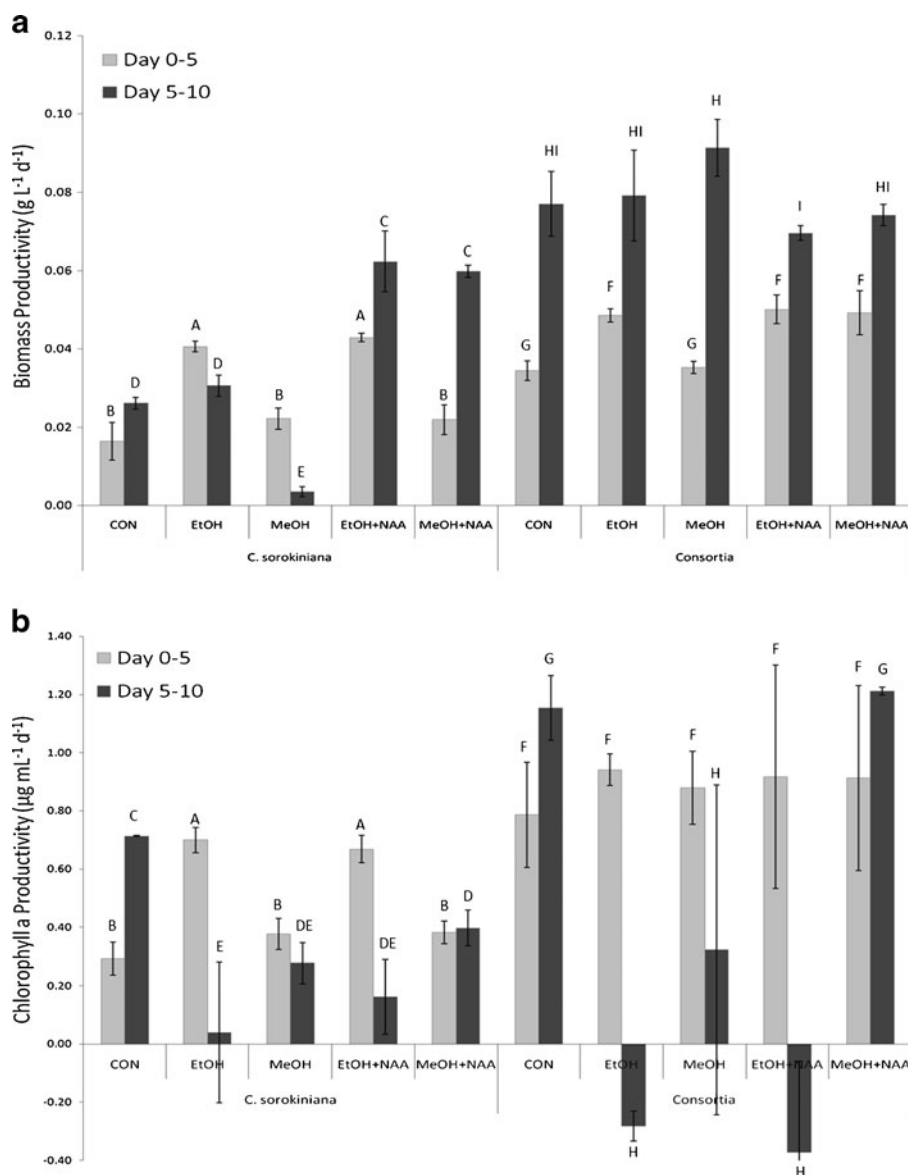 a
0.12
Day 0-5
Day 5-10
0.10
0.08
0.06
0.04
0.02
0.00
Biomass Productivity (g L-1 d-1)
B D A D B E A C B C G HI F HI G H F I F HI
CON EtOH MeOH EtOH+NAA MeOH+NAA CON EtOH MeOH EtOH+NAA MeOH+NAA
C. sorokiniana Consortia
b
1.40
Day 0-5
Day 5-10
1.20
1.00
0.80
0.60
0.40
0.20
0.00
-0.20
-0.40
Chlorophyll a Productivity (µg mL-1 d-1)
B C A E B DE A DE B D F G F H F H F H F G
CON EtOH MeOH EtOH+NAA MeOH+NAA CON EtOH MeOH EtOH+NAA MeOH+NAA
C. sorokiniana Consortia